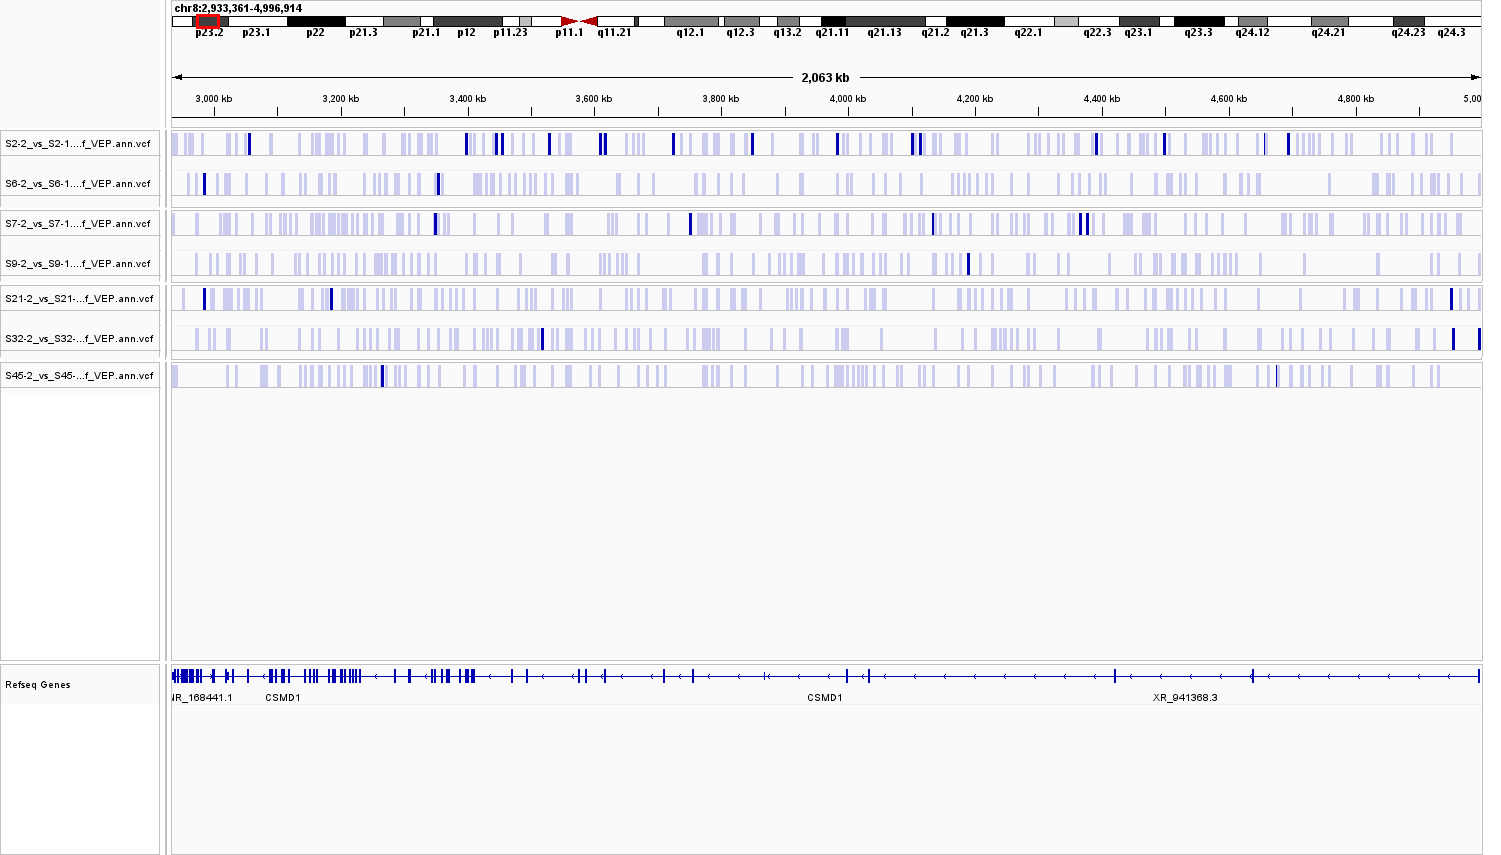 chr8:2,933,361-4,996,914
p23.2 p23.1 p22 p21.3 p21.1 p12 p11.23 p11.1 q11.21 q12.1 q12.3 q13.2 q21.11 q21.13 q21.2 q21.3 q22.1 q22.3 q23.1 q23.3 q24.12 q24.21 q24.23 q24.3
2,063 kb
3,000 kb 3,200 kb 3,400 kb 3,600 kb 3,800 kb 4,000 kb 4,200 kb 4,400 kb 4,600 kb 4,800 kb 5,00
S2-2_vs_S2-1....f_VEP.ann.vcf
S6-2_vs_S6-1....f_VEP.ann.vcf
S7-2_vs_S7-1....f_VEP.ann.vcf
S9-2_vs_S9-1....f_VEP.ann.vcf
S21-2_vs_S21-...f_VEP.ann.vcf
S32-2_vs_S32-...f_VEP.ann.vcf
S45-2_vs_S45-...f_VEP.ann.vcf
Refseq Genes
NR_168441.1 CSMD1 CSMD1 XR_941368.3